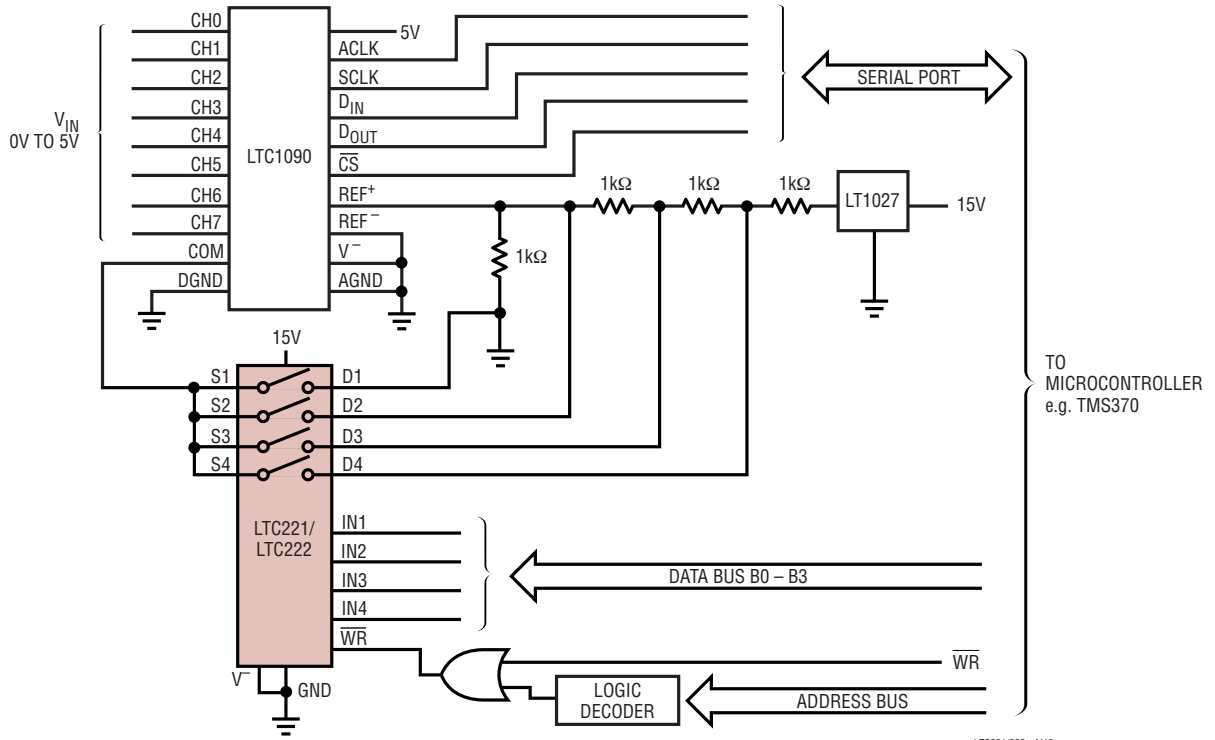 CH0
CH1
CH2
CH3
CH4
CH5
CH6
CH7
COM
DGND
VIN
0V TO 5V
LTC1090
5V
ACLK
SCLK
DIN
DOUT
CS
REF+
REF–
V–
AGND
SERIAL PORT
1kΩ
1kΩ
1kΩ
1kΩ
LT1027
15V
15V
S1
S2
S3
S4
D1
D2
D3
D4
LTC221/
LTC222
IN1
IN2
IN3
IN4
WR
V–
GND
DATA BUS B0 – B3
WR
LOGIC
DECODER
ADDRESS BUS
TO
MICROCONTROLLER
e.g. TMS370